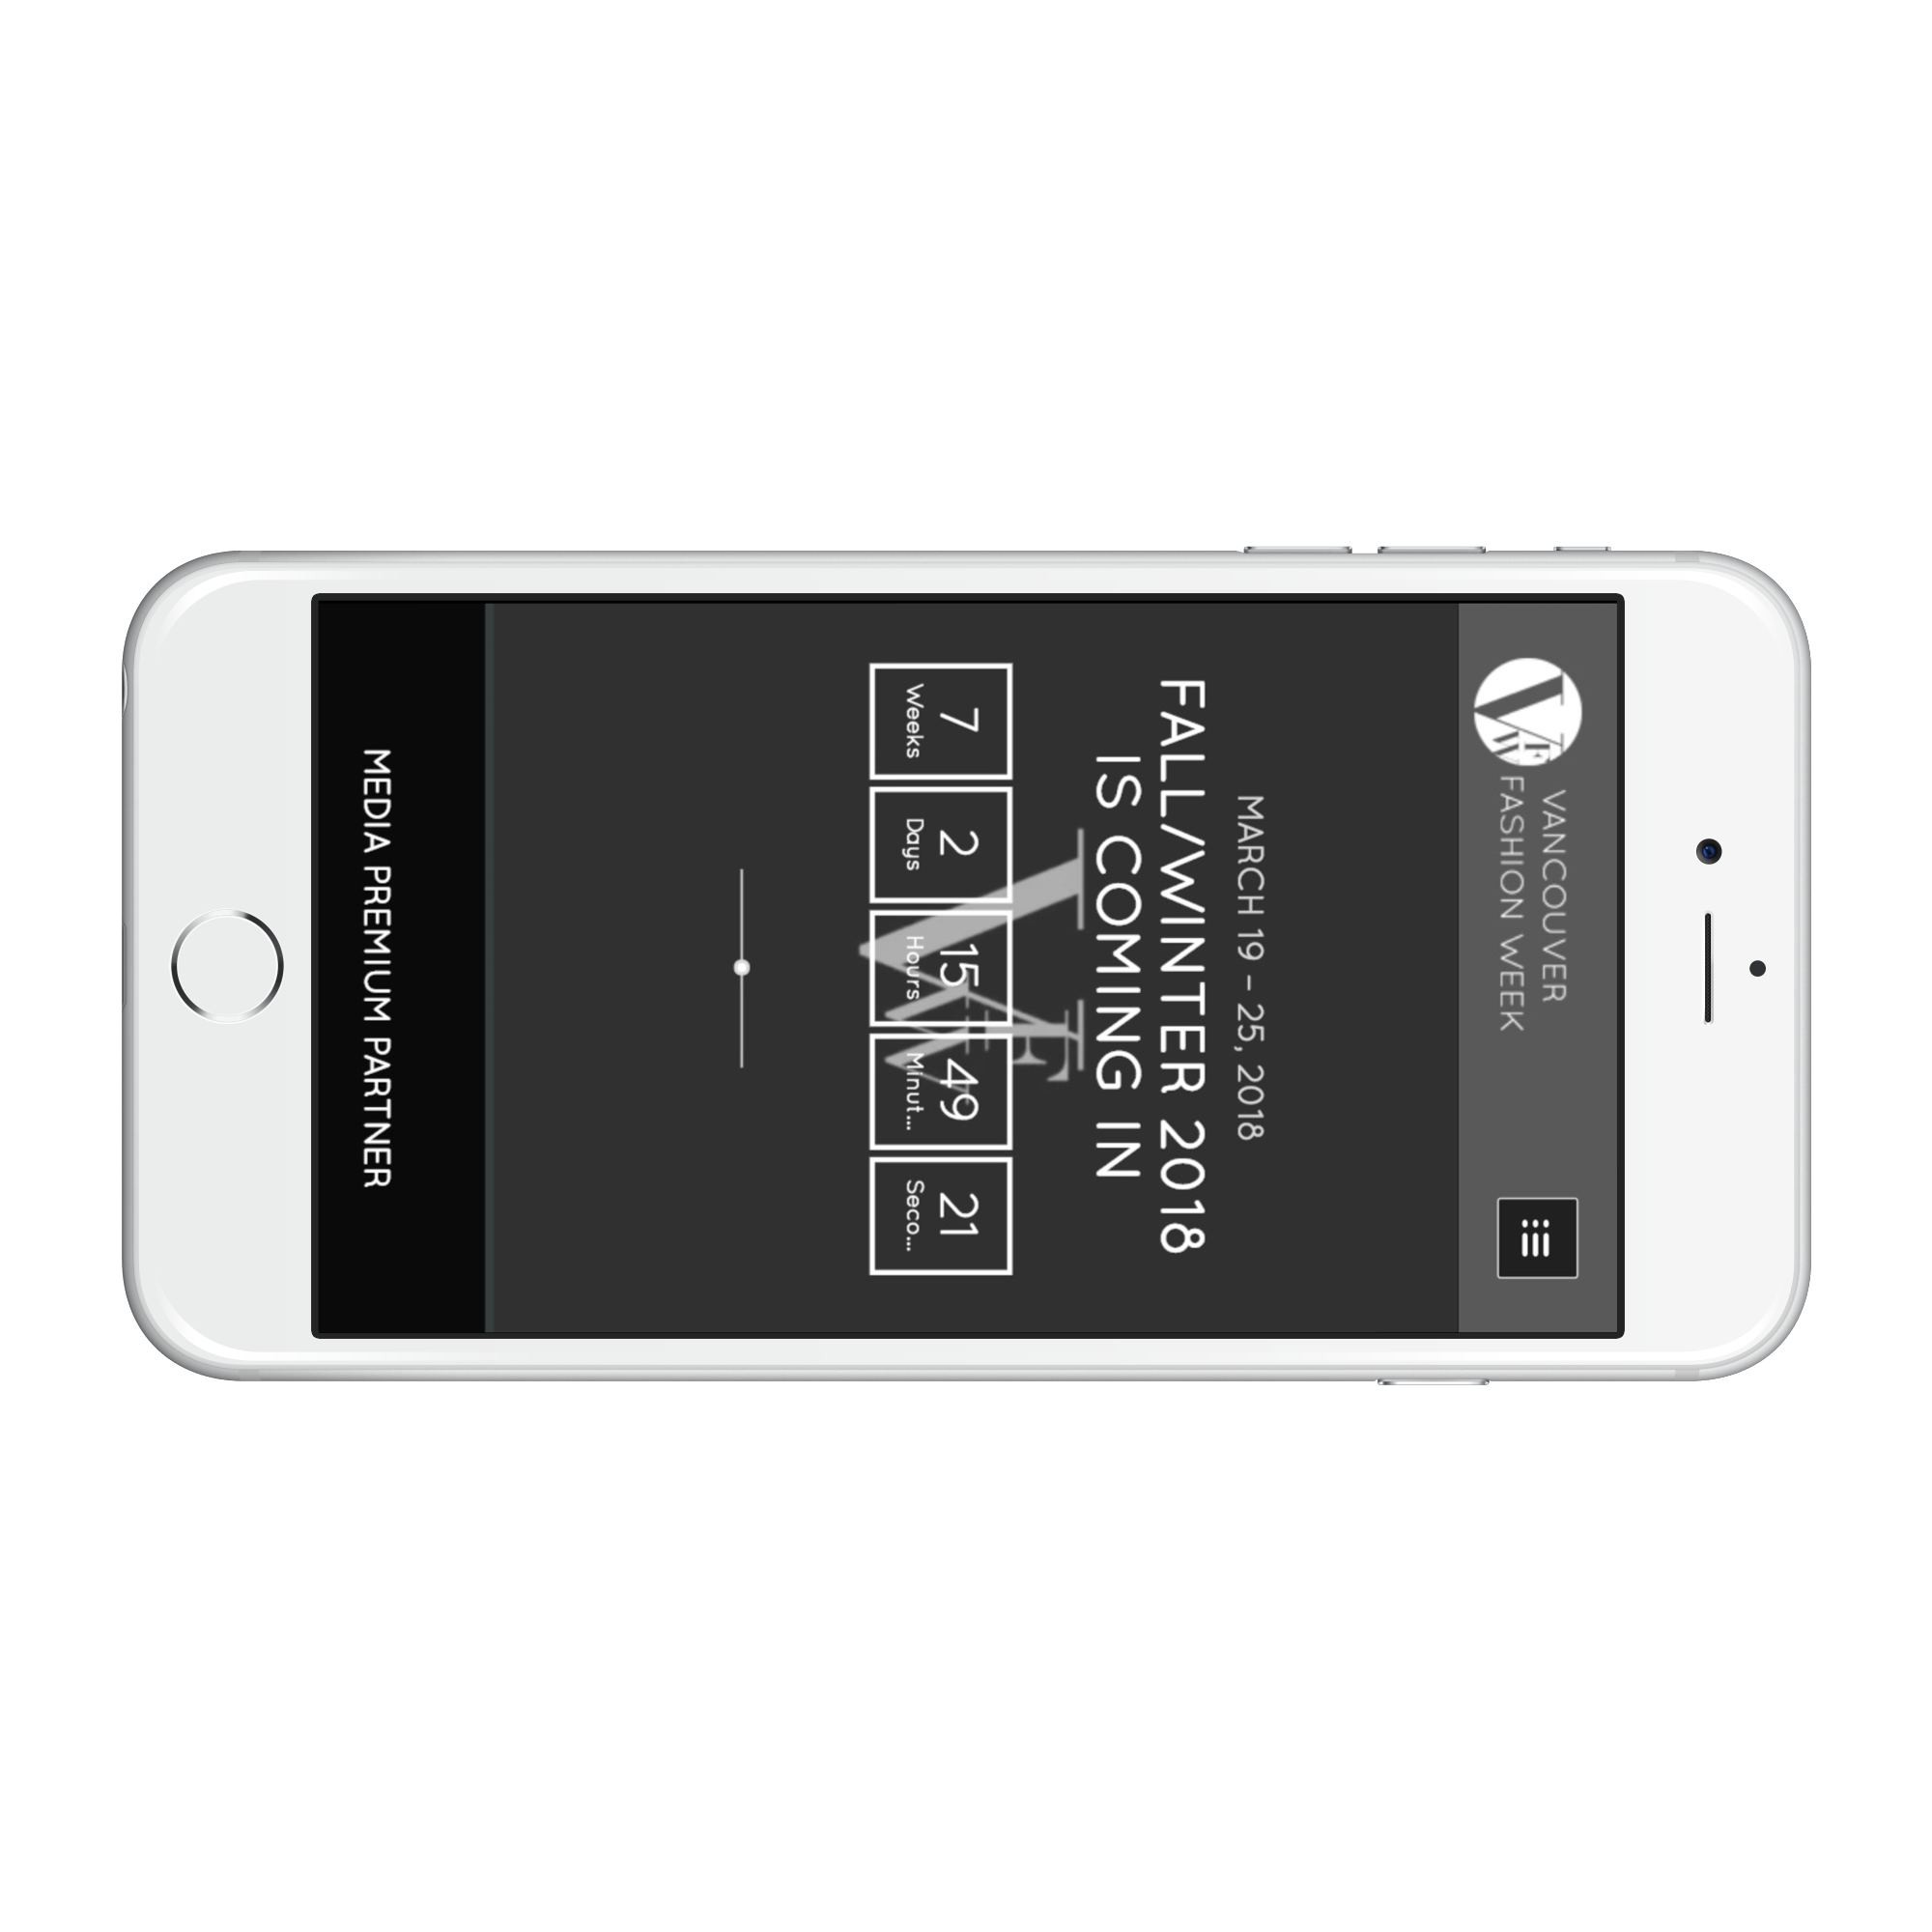 VANCOUVER
FASHION WEEK
MARCH 19 - 25, 2018
FALL/WINTER 2018
IS COMING IN
7 2 15 49 21
Weeks Days Hours Minut... Seco...
VWF
MEDIA PREMIUM PARTNER